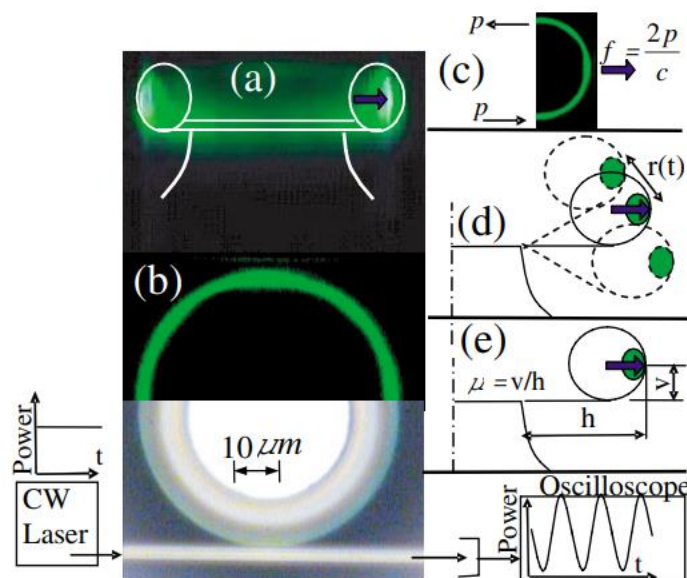 (a)
(b)
10 μm
Power
t
CW
Laser
p
p
(c)
f = 2p/c
(d)
r(t)
(e)
μ = v/h
v
h
Oscilloscope
Power
t